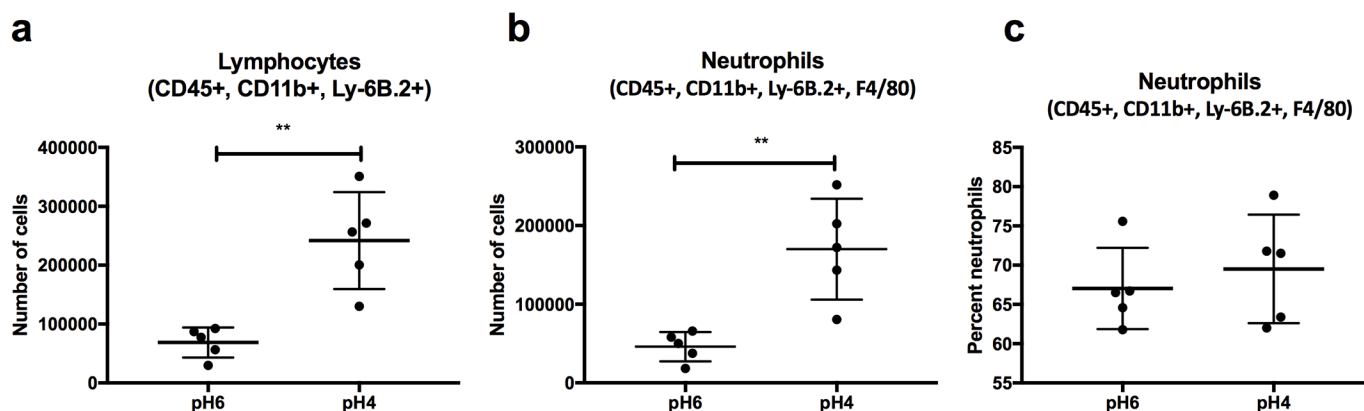 a
Lymphocytes
(CD45+, CD11b+, Ly-6B.2+)
**
Number of cells
400000
300000
200000
100000
0
pH6
pH4
b
Neutrophils
(CD45+, CD11b+, Ly-6B.2+, F4/80)
**
Number of cells
300000
200000
100000
0
pH6
pH4
c
Neutrophils
(CD45+, CD11b+, Ly-6B.2+, F4/80)
Percent neutrophils
85
80
75
70
65
60
55
pH6
pH4